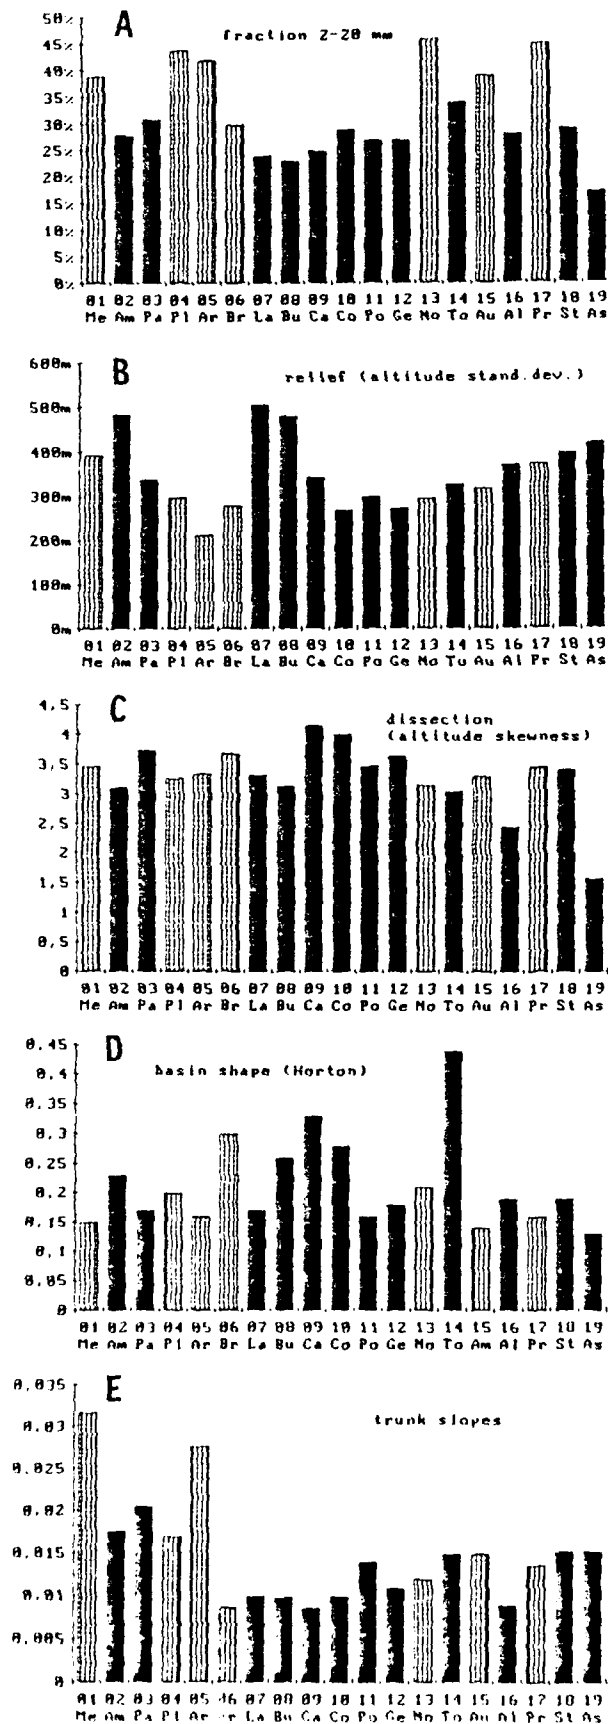 A
fraction 2-20 mm
50%
45%
40%
35%
30%
25%
20%
15%
10%
5%
0%
01 02 03 04 05 06 07 08 09 10 11 12 13 14 15 16 17 18 19
Me Am Pa Pl Ar Br La Bu Ca Co Po Ge Mo To Au Al Pr St As
B
relief (altitude stand.dev.)
600m
500m
400m
300m
200m
100m
0m
01 02 03 04 05 06 07 08 09 10 11 12 13 14 15 16 17 18 19
Me Am Pa Pl Ar Br La Bu Ca Co Po Ge Mo To Au Al Pr St As
C
dissection
(altitude skewness)
4,5
4
3,5
3
2,5
2
1,5
1
0,5
0
01 02 03 04 05 06 07 08 09 10 11 12 13 14 15 16 17 18 19
Me Am Pa Pl Ar Br La Bu Ca Co Po Ge Mo To Au Al Pr St As
D
basin shape (Horton)
0,45
0,4
0,35
0,3
0,25
0,2
0,15
0,1
0,05
0
01 02 03 04 05 06 07 08 09 10 11 12 13 14 15 16 17 18 19
Me Am Pa Pl Ar Br La Bu Ca Co Po Ge Mo To Am Al Pr St As
E
trunk slopes
0,035
0,03
0,025
0,02
0,015
0,01
0,005
0
01 02 03 04 05 06 07 08 09 10 11 12 13 14 15 16 17 18 19
Me Am Pa Pl Ar La Bu Ca Co Po Ge Mo To Au Al Pr St As